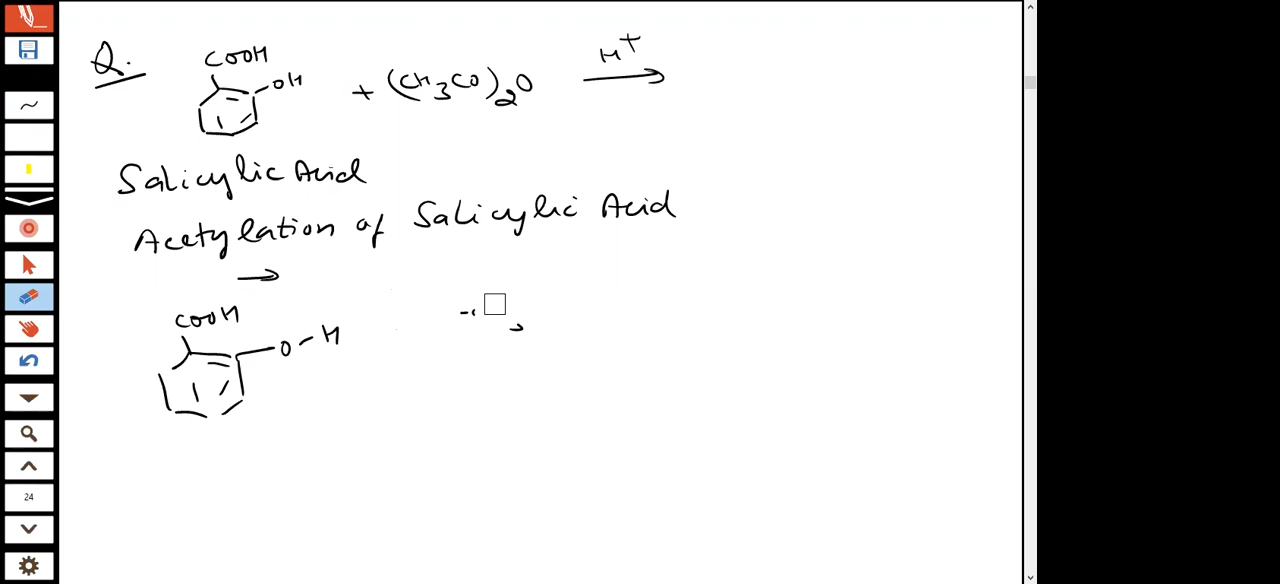 Q. COOH
OH + (CH3CO)2O H+
Salicylic Acid
Acetylation of Salicylic Acid
→
COOH
O-H
24